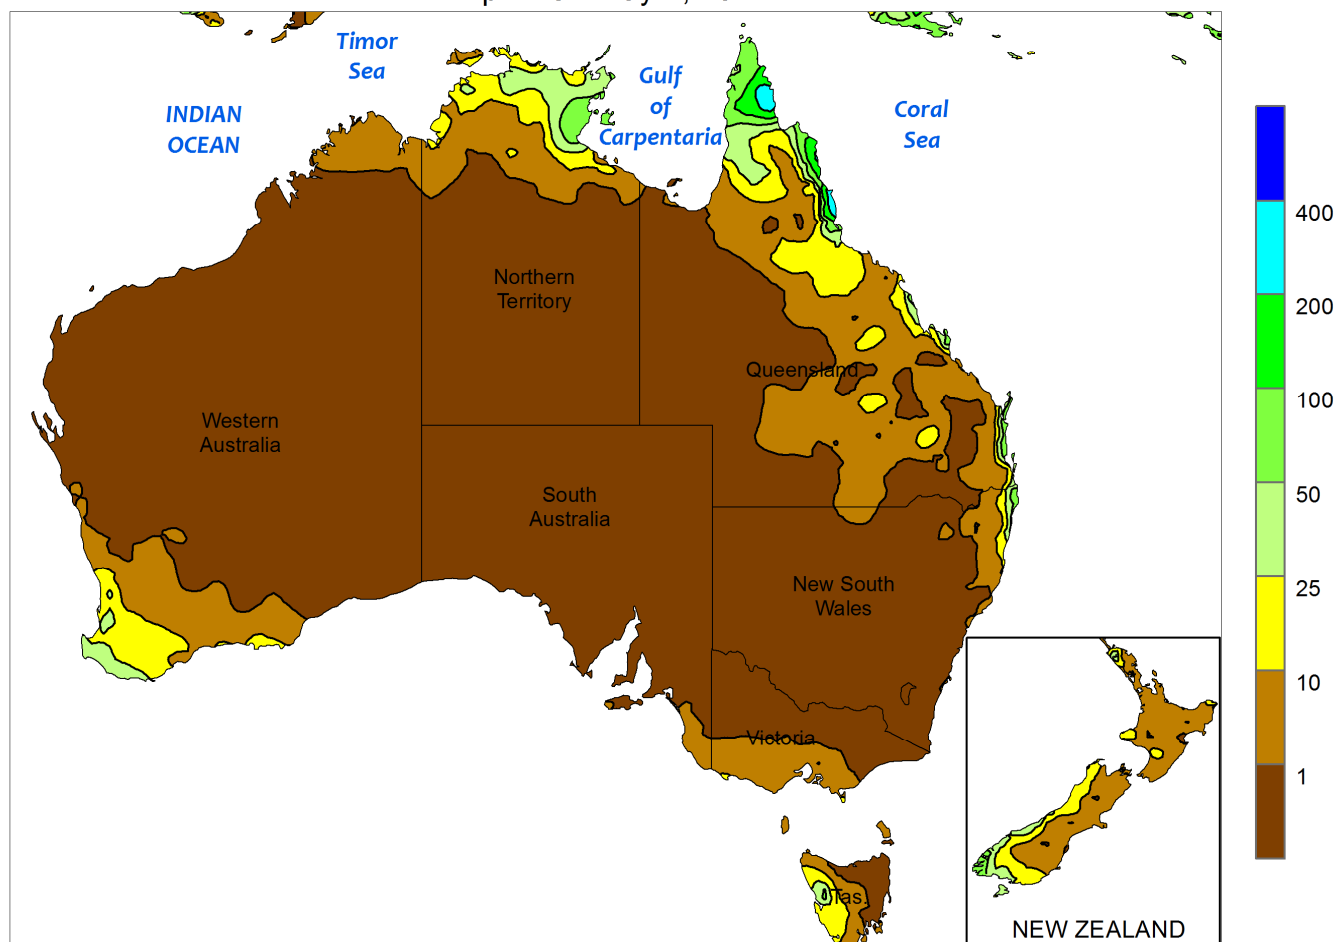 Timor
Sea
Gulf
of
Carpentaria
INDIAN
OCEAN
Coral
Sea
400
200
100
50
25
10
1
Northern
Territory
Queensland
Western
Australia
South
Australia
New South
Wales
Victoria
Tas.
NEW ZEALAND